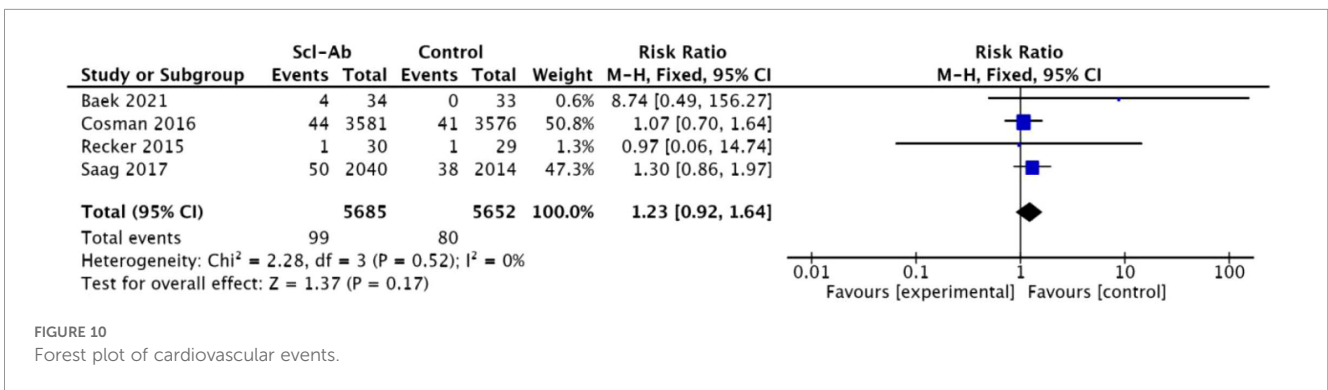 Scl-Ab Control Risk Ratio Risk Ratio
Study or Subgroup Events Total Events Total Weight M-H, Fixed, 95% CI M-H, Fixed, 95% CI
Baek 2021 4 34 0 33 0.6% 8.74 [0.49, 156.27]
Cosman 2016 44 3581 41 3576 50.8% 1.07 [0.70, 1.64]
Recker 2015 1 30 1 29 1.3% 0.97 [0.06, 14.74]
Saag 2017 50 2040 38 2014 47.3% 1.30 [0.86, 1.97]
Total (95% CI) 5685 5652 100.0% 1.23 [0.92, 1.64]
Total events 99 80
Heterogeneity: Chi² = 2.28, df = 3 (P = 0.52); I² = 0%
Test for overall effect: Z = 1.37 (P = 0.17)
0.01 0.1 1 10 100
Favours [experimental] Favours [control]
FIGURE 10
Forest plot of cardiovascular events.